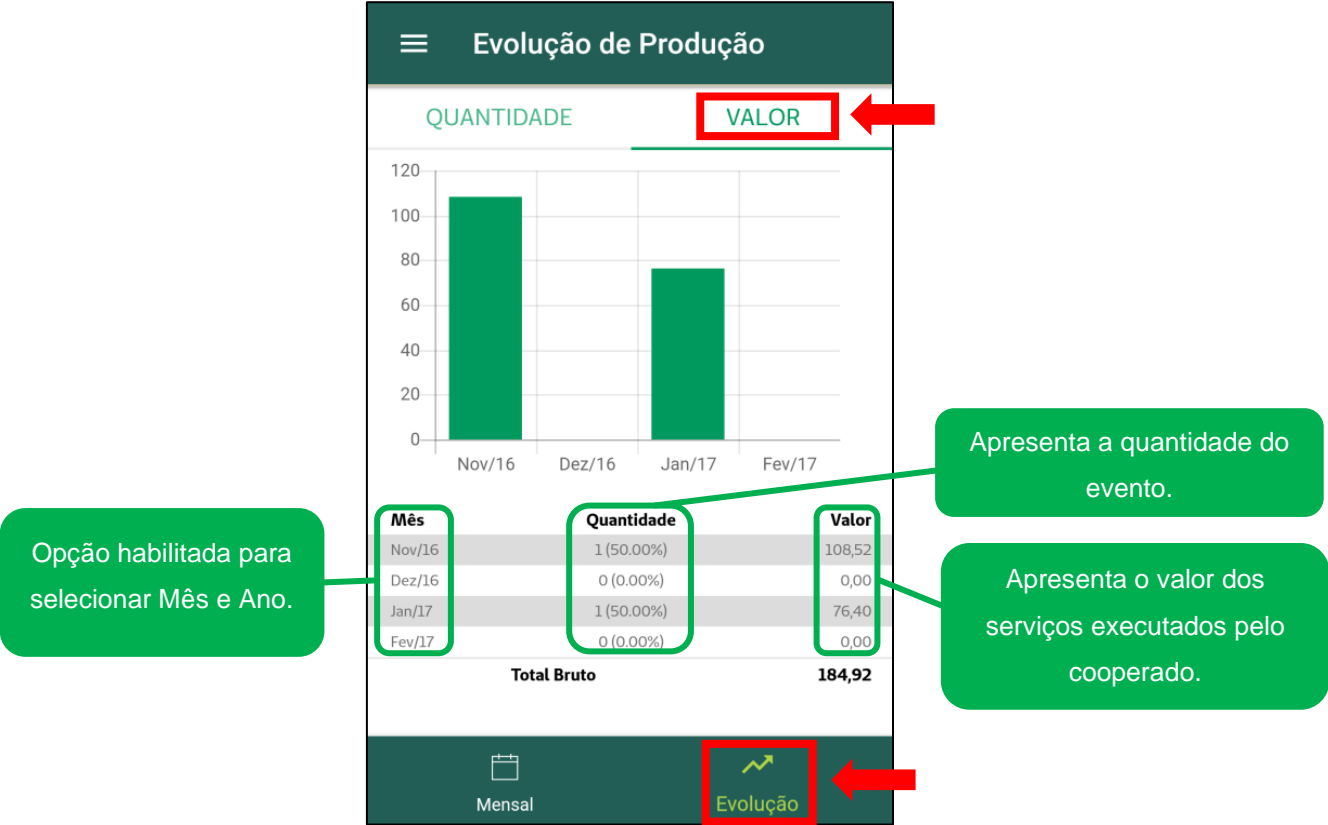 Evolução de Produção
QUANTIDADE VALOR
120
100
80
60
40
20
0
Nov/16 Dez/16 Jan/17 Fev/17
Apresenta a quantidade do
evento.
Opção habilitada para
selecionar Mês e Ano.
Mês Quantidade Valor
Nov/16 1 (50.00%) 108,52
Dez/16 0 (0.00%) 0,00
Jan/17 1 (50.00%) 76,40
Fev/17 0 (0.00%) 0,00
Total Bruto 184,92
Apresenta o valor dos
serviços executados pelo
cooperado.
Mensal Evolução